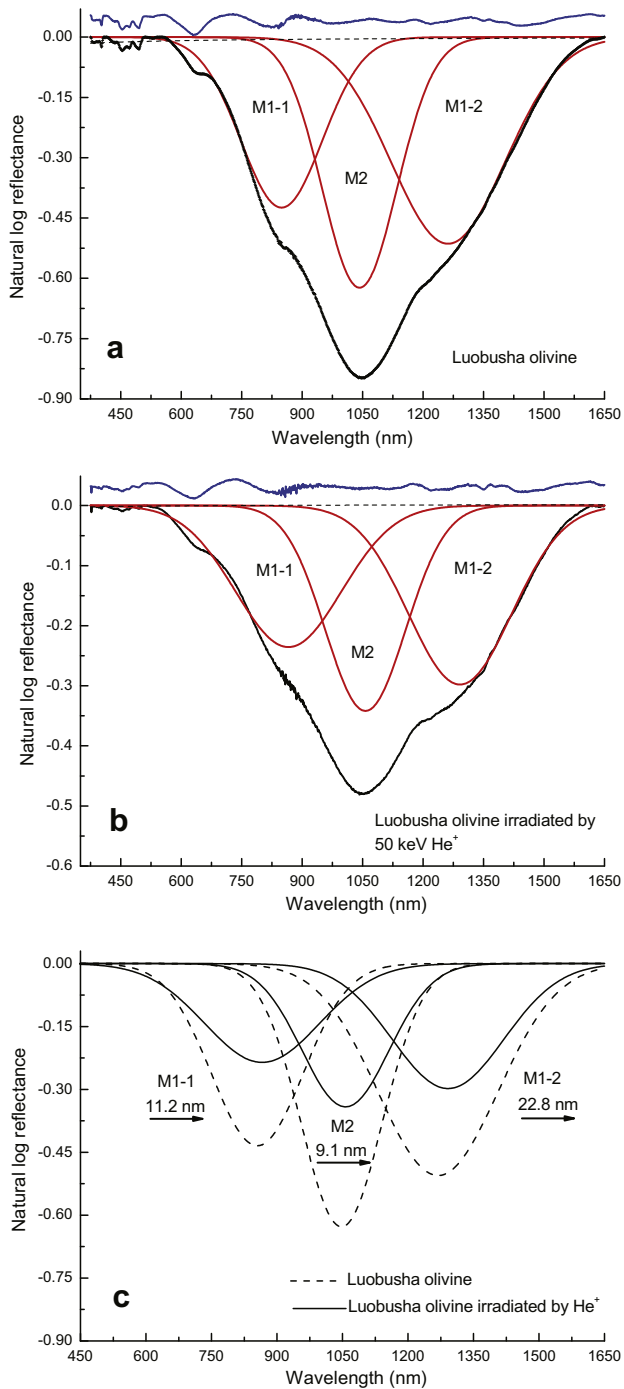 0.00
-0.15
-0.30
-0.45
-0.60
-0.75
-0.90
Natural log reflectance
M1-1
M1-2
M2
a
Luobusha olivine
450 600 750 900 1050 1200 1350 1500 1650
Wavelength (nm)
0.0
-0.1
-0.2
-0.3
-0.4
-0.5
-0.6
Natural log reflectance
M1-1
M1-2
M2
b
Luobusha olivine irradiated by
50 keV He⁺
450 600 750 900 1050 1200 1350 1500 1650
Wavelength (nm)
0.00
-0.15
-0.30
-0.45
-0.60
-0.75
-0.90
Natural log reflectance
M1-1
11.2 nm
M2
9.1 nm
M1-2
22.8 nm
c
Luobusha olivine
Luobusha olivine irradiated by He⁺
450 600 750 900 1050 1200 1350 1500 1650
Wavelength (nm)